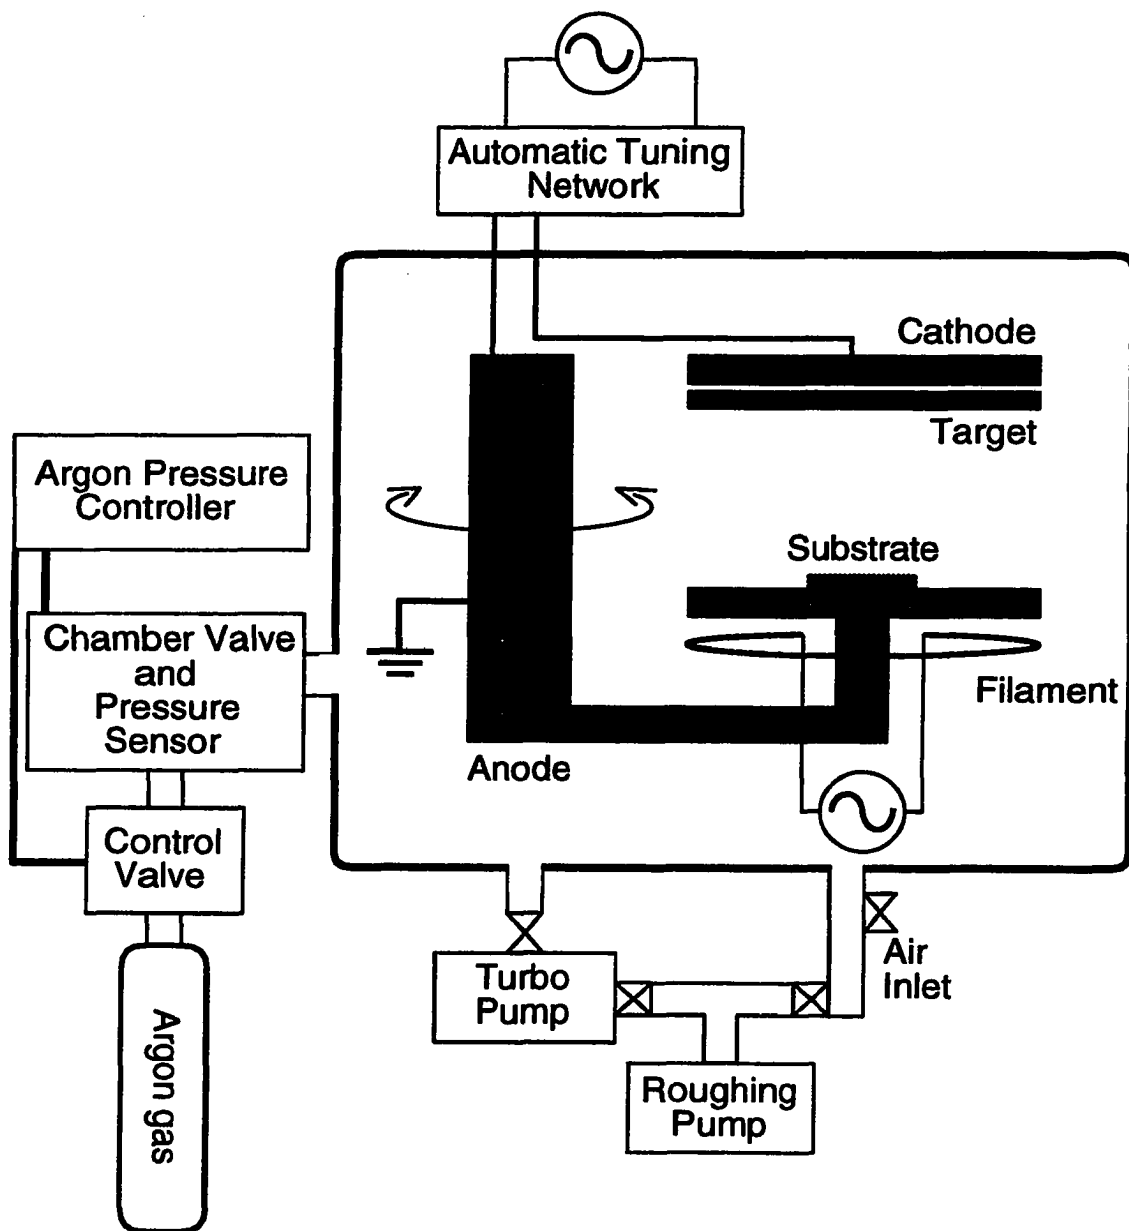 Automatic Tuning
Network
Cathode
Target
Argon Pressure
Controller
Substrate
Chamber Valve
and
Pressure
Sensor
Filament
Anode
Control
Valve
Air
Inlet
Turbo
Pump
Roughing
Pump
Argon gas